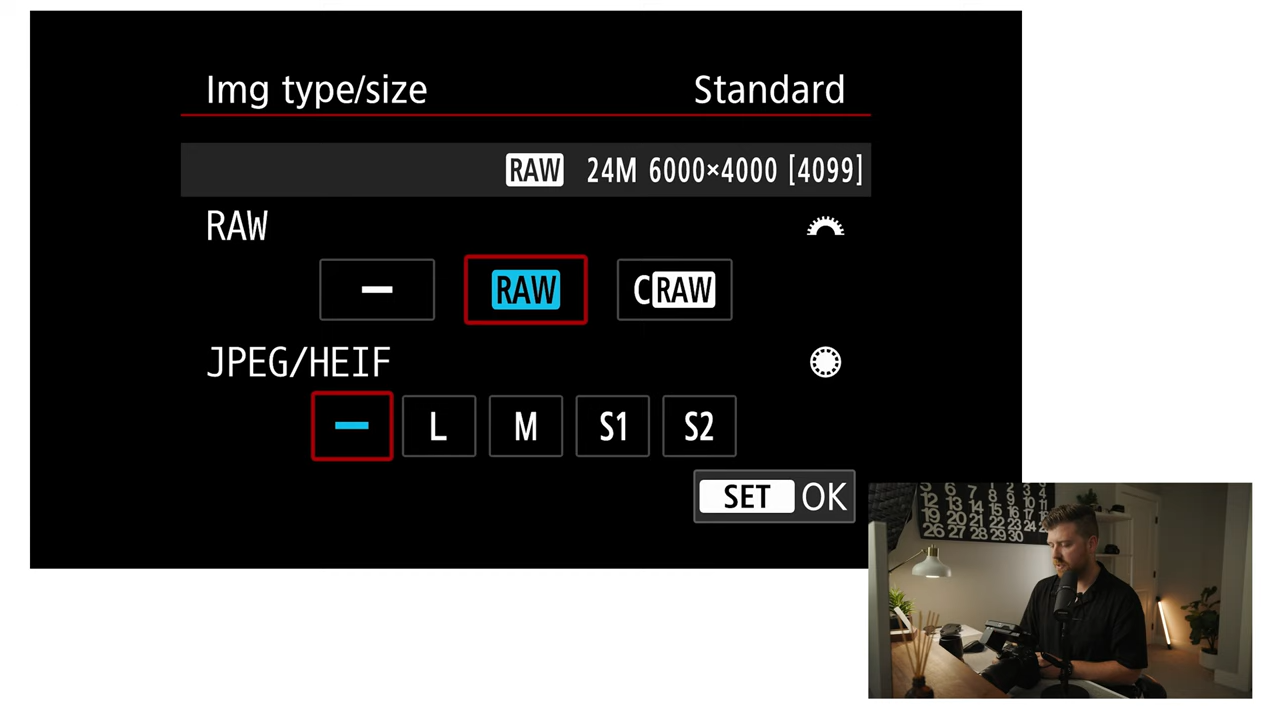 Img type/size Standard
RAW 24M 6000×4000 [4099]
RAW
— RAW CRAW
JPEG/HEIF
— L M S1 S2
SET OK